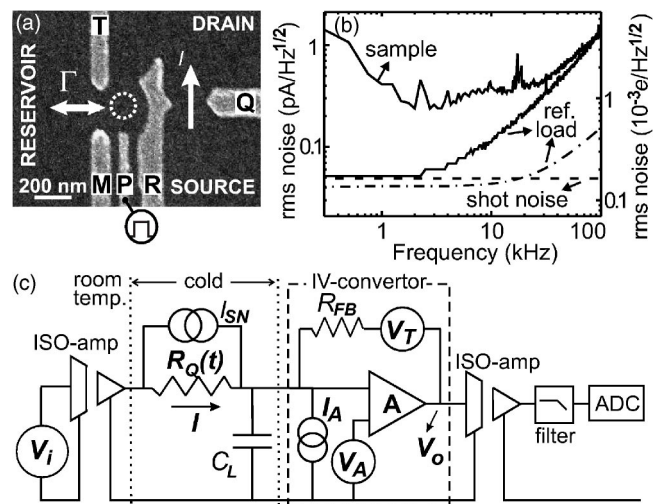 (a)
T
DRAIN
RESERVOIR
Γ
I
Q
M P R
SOURCE
200 nm
(b)
rms noise (pA/Hz1/2)
1
0.1
sample
ref.
load
shot noise
1
10
100
Frequency (kHz)
rms noise (10-3e/Hz1/2)
1
0.1
(c)
room
temp.
cold
IV-convertor
ISO-amp
ISN
RQ(t)
I
CL
Vi
RFB
VT
IA
A
VA
Vo
ISO-amp
filter
ADC